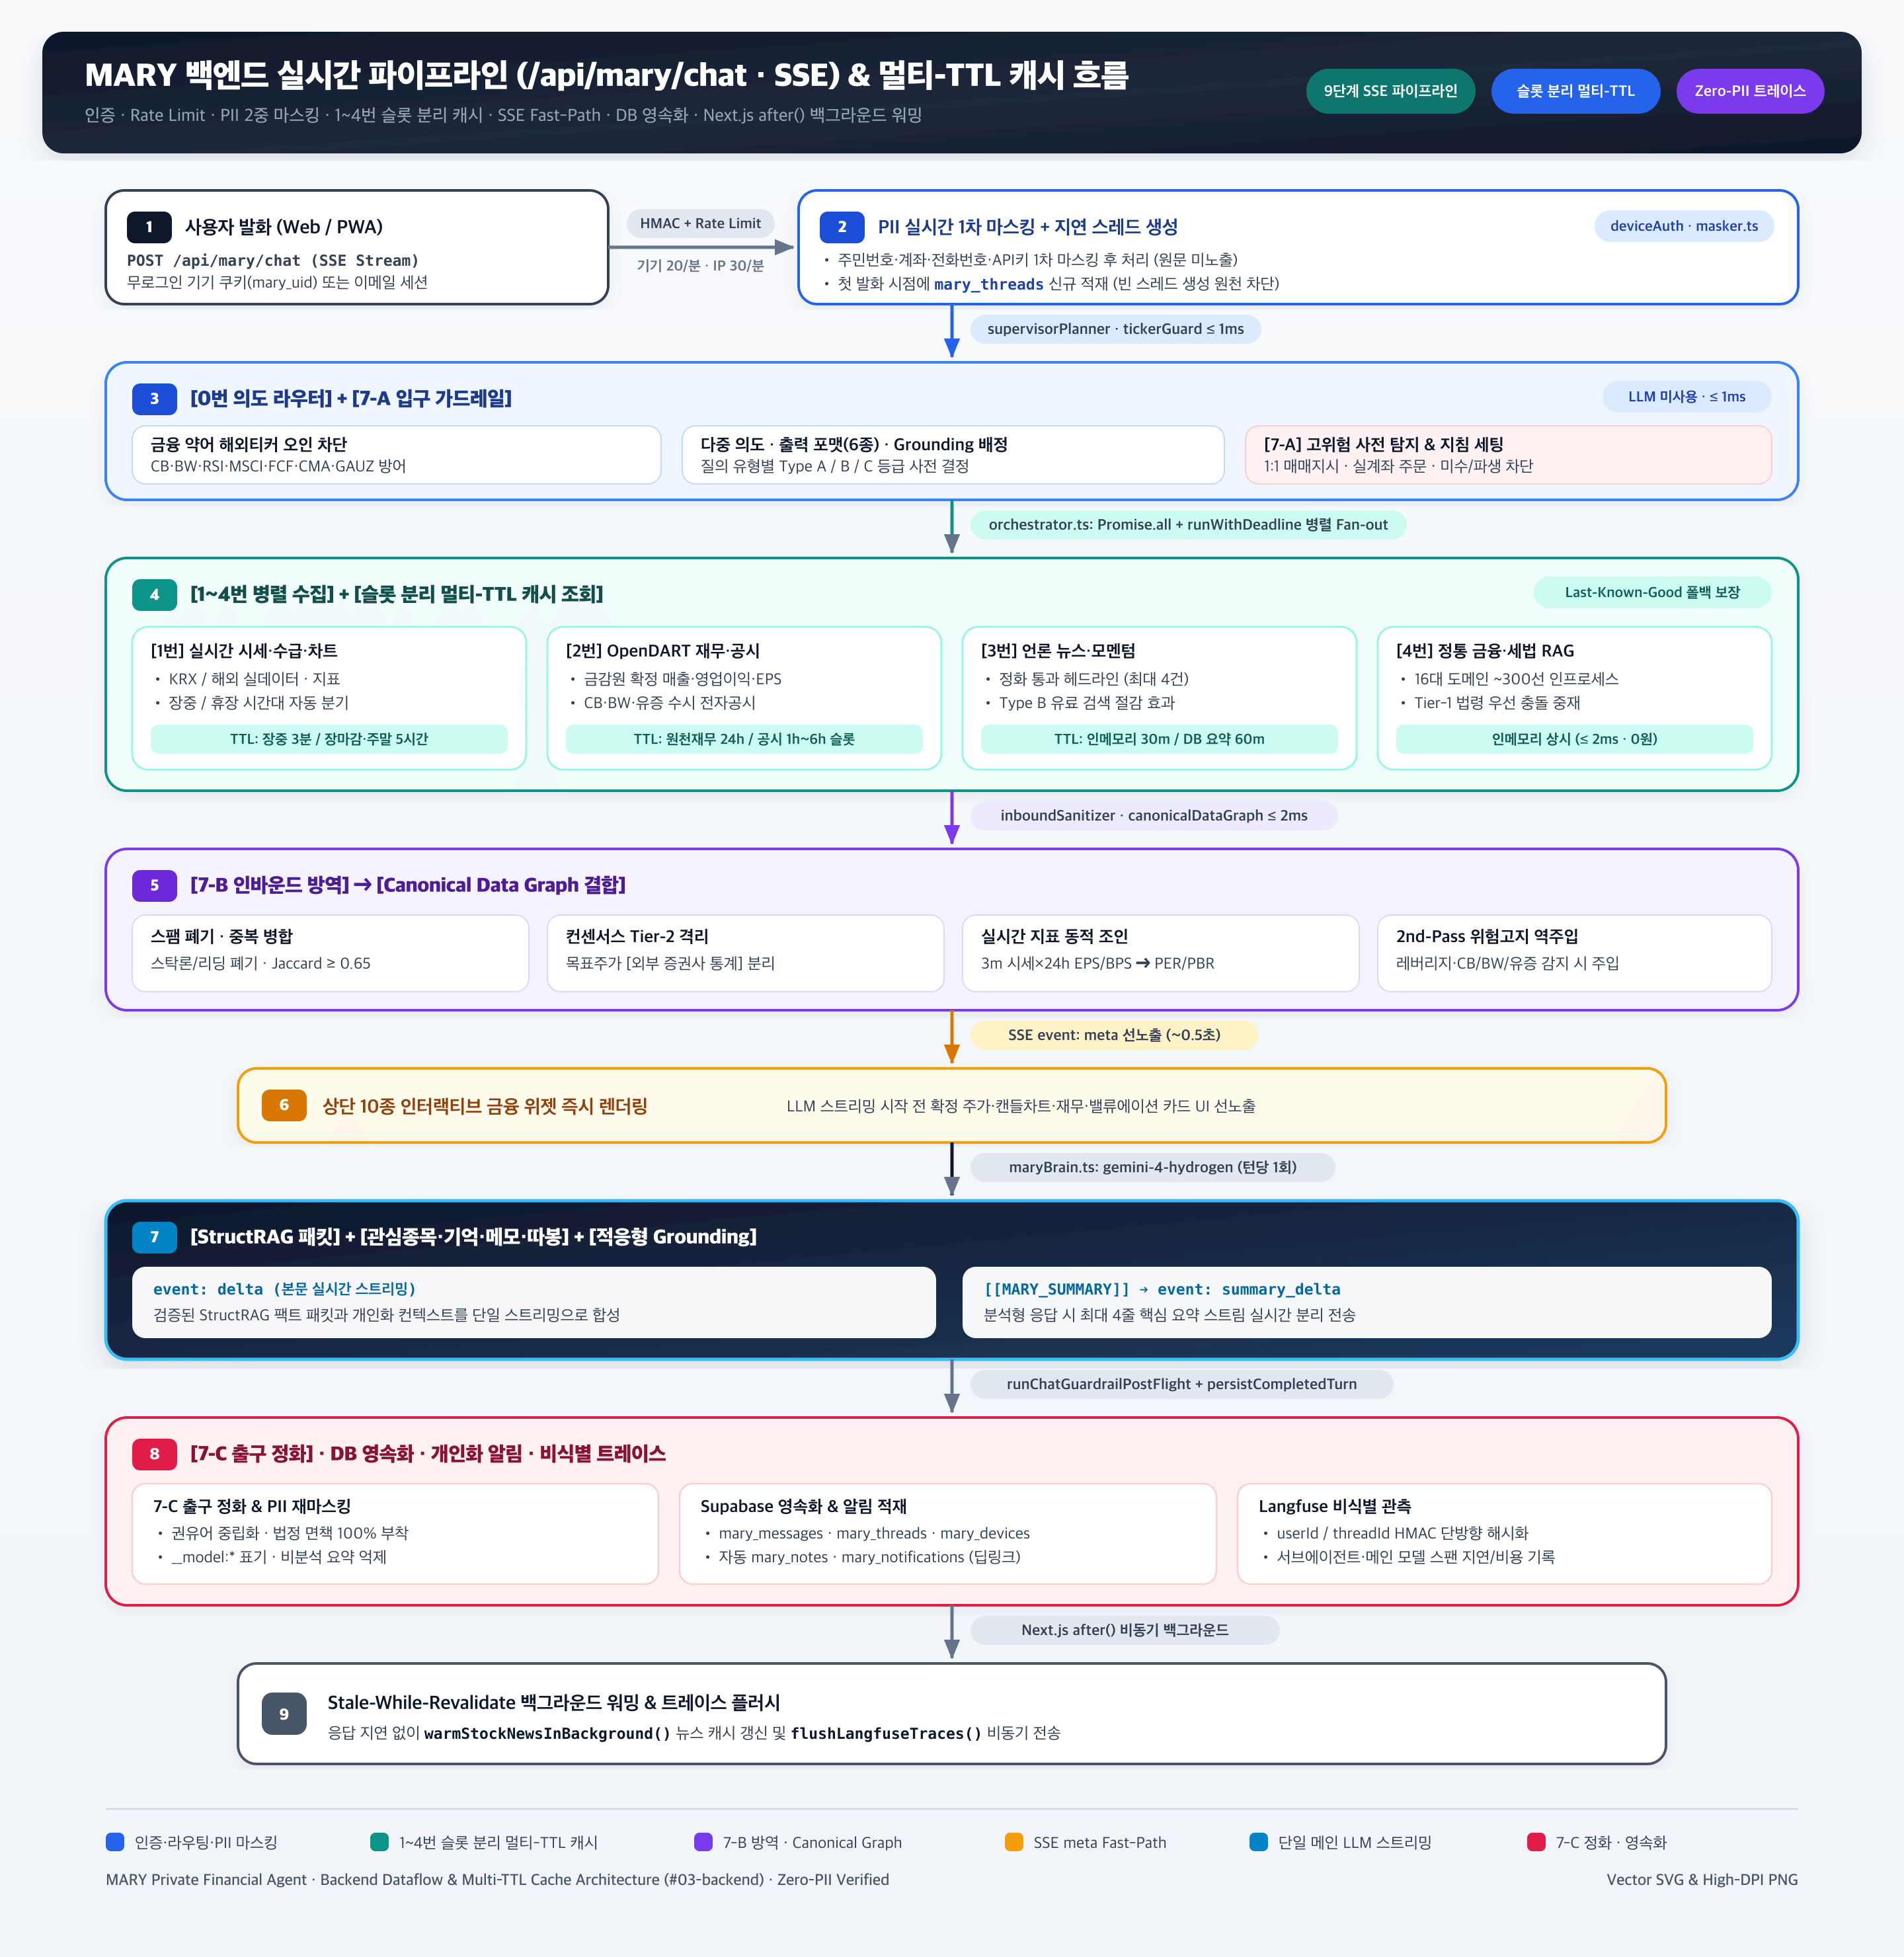 MARY 백엔드 실시간 파이프라인 (/api/mary/chat · SSE) & 멀티-TTL 캐시 흐름
인증 · Rate Limit · PII 2중 마스킹 · 1~4번 슬롯 분리 캐시 · SSE Fast-Path · DB 영속화 · Next.js after() 백그라운드 워밍
9단계 SSE 파이프라인
슬롯 분리 멀티-TTL
Zero-PII 트레이스
1
사용자 발화 (Web / PWA)
POST /api/mary/chat (SSE Stream)
무로그인 기기 쿠키(mary_uid) 또는 이메일 세션
HMAC + Rate Limit
기기 20/분 · IP 30/분
2
PII 실시간 1차 마스킹 + 지연 스레드 생성
deviceAuth · masker.ts
• 주민번호·계좌·전화번호·API키 1차 마스킹 후 처리 (원문 미노출)
• 첫 발화 시점에 mary_threads 신규 적재 (빈 스레드 생성 원천 차단)
supervisorPlanner · tickerGuard ≤ 1ms
3
[0번 의도 라우터] + [7-A 입구 가드레일]
LLM 미사용 · ≤ 1ms
금융 약어 해외티커 오인 차단
CB·BW·RSI·MSCI·FCF·CMA·GAUZ 방어
다중 의도 · 출력 포맷(6종) · Grounding 배정
질의 유형별 Type A / B / C 등급 사전 결정
[7-A] 고위험 사전 탐지 & 지침 세팅
1:1 매매지시 · 실계좌 주문 · 미수/파생 차단
orchestrator.ts: Promise.all + runWithDeadline 병렬 Fan-out
4
[1~4번 병렬 수집] + [슬롯 분리 멀티-TTL 캐시 조회]
Last-Known-Good 폴백 보장
[1번] 실시간 시세·수급·차트
• KRX / 해외 실데이터 · 지표
• 장중 / 휴장 시간대 자동 분기
TTL: 장중 3분 / 장마감·주말 5시간
[2번] OpenDART 재무·공시
• 금감원 확정 매출·영업이익·EPS
• CB·BW·유증 수시 전자공시
TTL: 원천재무 24h / 공시 1h~6h 슬롯
[3번] 언론 뉴스·모멘텀
• 정화 통과 헤드라인 (최대 4건)
• Type B 유료 검색 절감 효과
TTL: 인메모리 30m / DB 요약 60m
[4번] 정통 금융·세법 RAG
• 16대 도메인 ~300선 인프로세스
• Tier-1 법령 우선 충돌 중재
인메모리 상시 (≤ 2ms · 0원)
inboundSanitizer · canonicalDataGraph ≤ 2ms
5
[7-B 인바운드 방역] → [Canonical Data Graph 결합]
스팸 폐기 · 중복 병합
스탁론/리딩 폐기 · Jaccard ≥ 0.65
컨센서스 Tier-2 격리
목표주가 [외부 증권사 통계] 분리
실시간 지표 동적 조인
3m 시세×24h EPS/BPS → PER/PBR
2nd-Pass 위험고지 역주입
레버리지·CB/BW/유증 감지 시 주입
SSE event: meta 선노출 (~0.5초)
6
상단 10종 인터랙티브 금융 위젯 즉시 렌더링
LLM 스트리밍 시작 전 확정 주가·캔들차트·재무·밸류에이션 카드 UI 선노출
maryBrain.ts: gemini-4-hydrogen (턴당 1회)
7
[StructRAG 패킷] + [관심종목·기억·메모·따봉] + [적응형 Grounding]
event: delta (본문 실시간 스트리밍)
검증된 StructRAG 팩트 패킷과 개인화 컨텍스트를 단일 스트리밍으로 합성
[[MARY_SUMMARY]] → event: summary_delta
분석형 응답 시 최대 4줄 핵심 요약 스트림 실시간 분리 전송
runChatGuardrailPostFlight + persistCompletedTurn
8
[7-C 출구 정화] · DB 영속화 · 개인화 알림 · 비식별 트레이스
7-C 출구 정화 & PII 재마스킹
• 권유어 중립화 · 법정 면책 100% 부착
• _model:* 표기 · 비분석 요약 억제
Supabase 영속화 & 알림 적재
• mary_messages · mary_threads · mary_devices
• 자동 mary_notes · mary_notifications (딥링크)
Langfuse 비식별 관측
• userId / threadId HMAC 단방향 해시화
• 서브에이전트·메인 모델 스팬 지연/비용 기록
Next.js after() 비동기 백그라운드
9
Stale-While-Revalidate 백그라운드 워밍 & 트레이스 플러시
응답 지연 없이 warmStockNewsInBackground() 뉴스 캐시 갱신 및 flushLangfuseTraces() 비동기 전송
인증·라우팅·PII 마스킹
1~4번 슬롯 분리 멀티-TTL 캐시
7-B 방역 · Canonical Graph
SSE meta Fast-Path
단일 메인 LLM 스트리밍
7-C 정화 · 영속화
MARY Private Financial Agent · Backend Dataflow & Multi-TTL Cache Architecture (#03-backend) · Zero-PII Verified
Vector SVG & High-DPI PNG